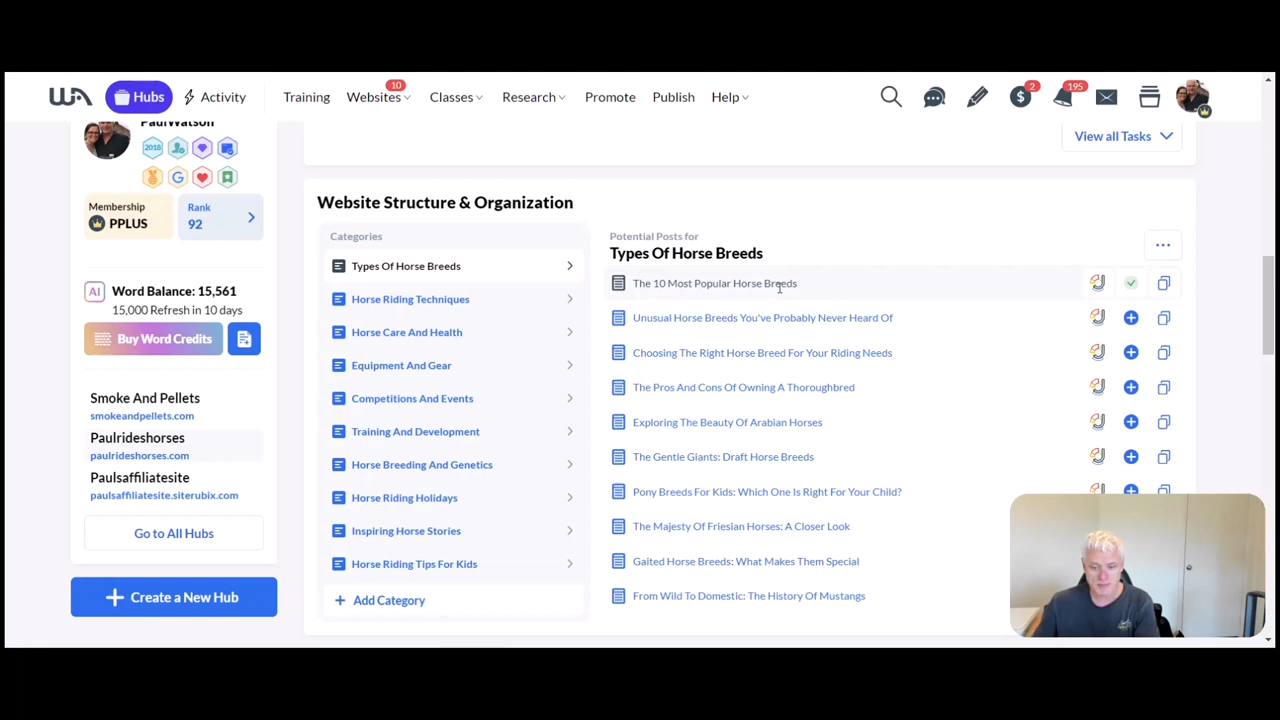 WA Hubs Activity Training Websites 10 Classes Research Promote Publish Help $ 2 195
PaulWatson
2018
G
Membership
PPLUS
Rank
92
AI Word Balance: 15,561
15,000 Refresh in 10 days
Buy Word Credits
Smoke And Pellets
smokeandpellets.com
Paulrideshorses
paulrideshorses.com
Paulsaffiliatesite
paulsaffiliatesite.siterubix.com
Go to All Hubs
+ Create a New Hub
View all Tasks
Website Structure & Organization
Categories
Types Of Horse Breeds
Horse Riding Techniques
Horse Care And Health
Equipment And Gear
Competitions And Events
Training And Development
Horse Breeding And Genetics
Horse Riding Holidays
Inspiring Horse Stories
Horse Riding Tips For Kids
+ Add Category
Potential Posts for
Types Of Horse Breeds
The 10 Most Popular Horse Breeds
Unusual Horse Breeds You've Probably Never Heard Of
Choosing The Right Horse Breed For Your Riding Needs
The Pros And Cons Of Owning A Thoroughbred
Exploring The Beauty Of Arabian Horses
The Gentle Giants: Draft Horse Breeds
Pony Breeds For Kids: Which One Is Right For Your Child?
The Majesty Of Friesian Horses: A Closer Look
Gaited Horse Breeds: What Makes Them Special
From Wild To Domestic: The History Of Mustangs